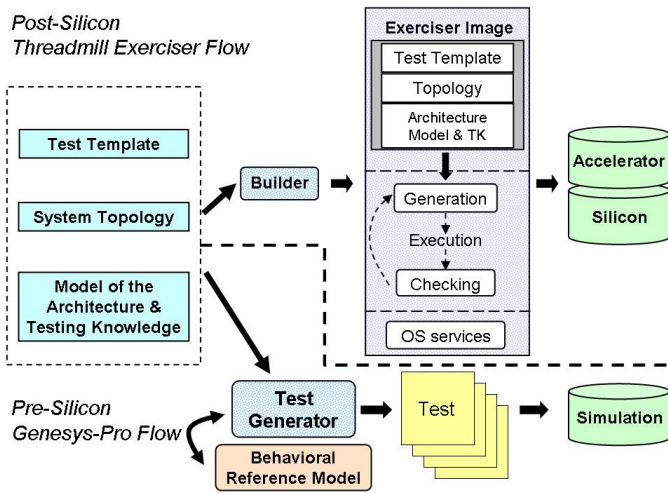 Post-Silicon
Threadmill Exerciser Flow
Test Template
System Topology
Model of the
Architecture &
Testing Knowledge
Builder
Exerciser Image
Test Template
Topology
Architecture
Model & TK
Generation
Execution
Checking
OS services
Accelerator
Silicon
Pre-Silicon
Genesys-Pro Flow
Test
Generator
Behavioral
Reference Model
Test
Simulation